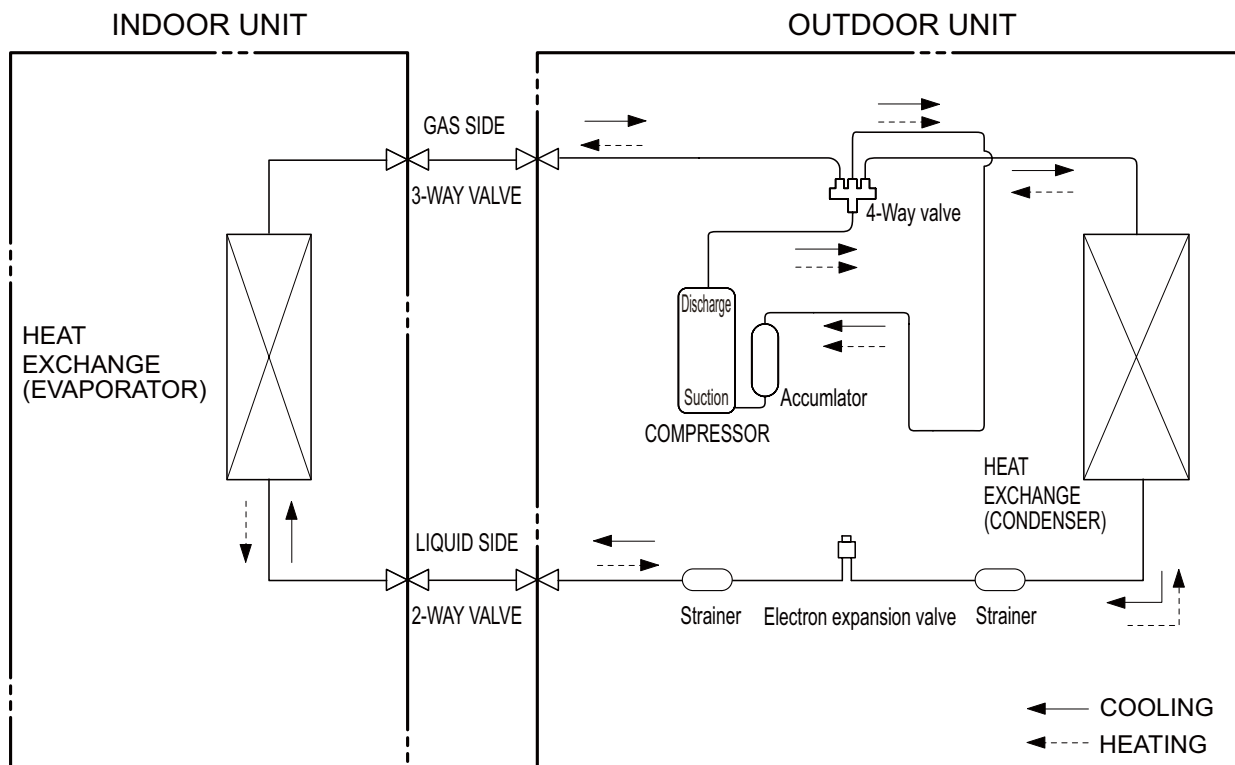 INDOOR UNIT
OUTDOOR UNIT
GAS SIDE
3-WAY VALVE
4-Way valve
HEAT
EXCHANGE
(EVAPORATOR)
Discharge
Suction
Accumlator
COMPRESSOR
HEAT
EXCHANGE
(CONDENSER)
LIQUID SIDE
2-WAY VALVE
Strainer
Electron expansion valve
Strainer
COOLING
HEATING